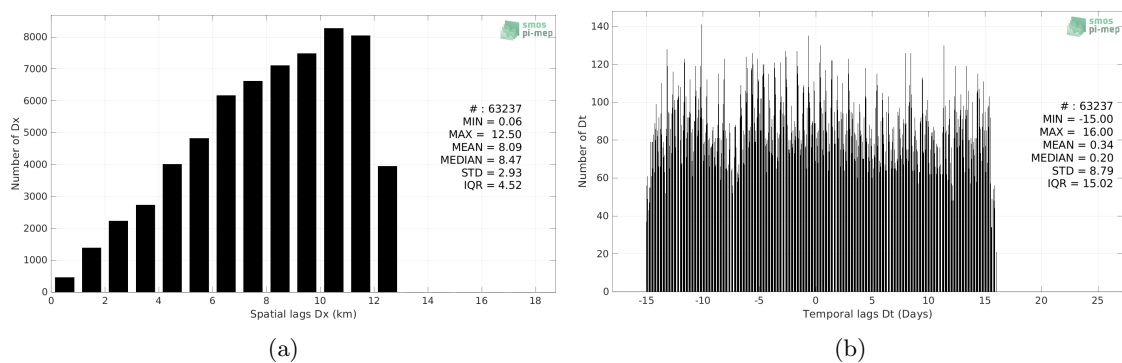 8000
7000
6000
5000
4000
3000
2000
1000
0
Number of Dx
0 2 4 6 8 10 12 14 16 18
Spatial lags Dx (km)
smos
pi-mep
# : 63237
MIN = 0.06
MAX = 12.50
MEAN = 8.09
MEDIAN = 8.47
STD = 2.93
IQR = 4.52
(a)
140
120
100
80
60
40
20
0
Number of Dt
-15 -10 -5 0 5 10 15 20 25
Temporal lags Dt (Days)
smos
pi-mep
# : 63237
MIN = -15.00
MAX = 16.00
MEAN = 0.34
MEDIAN = 0.20
STD = 8.79
IQR = 15.02
(b)